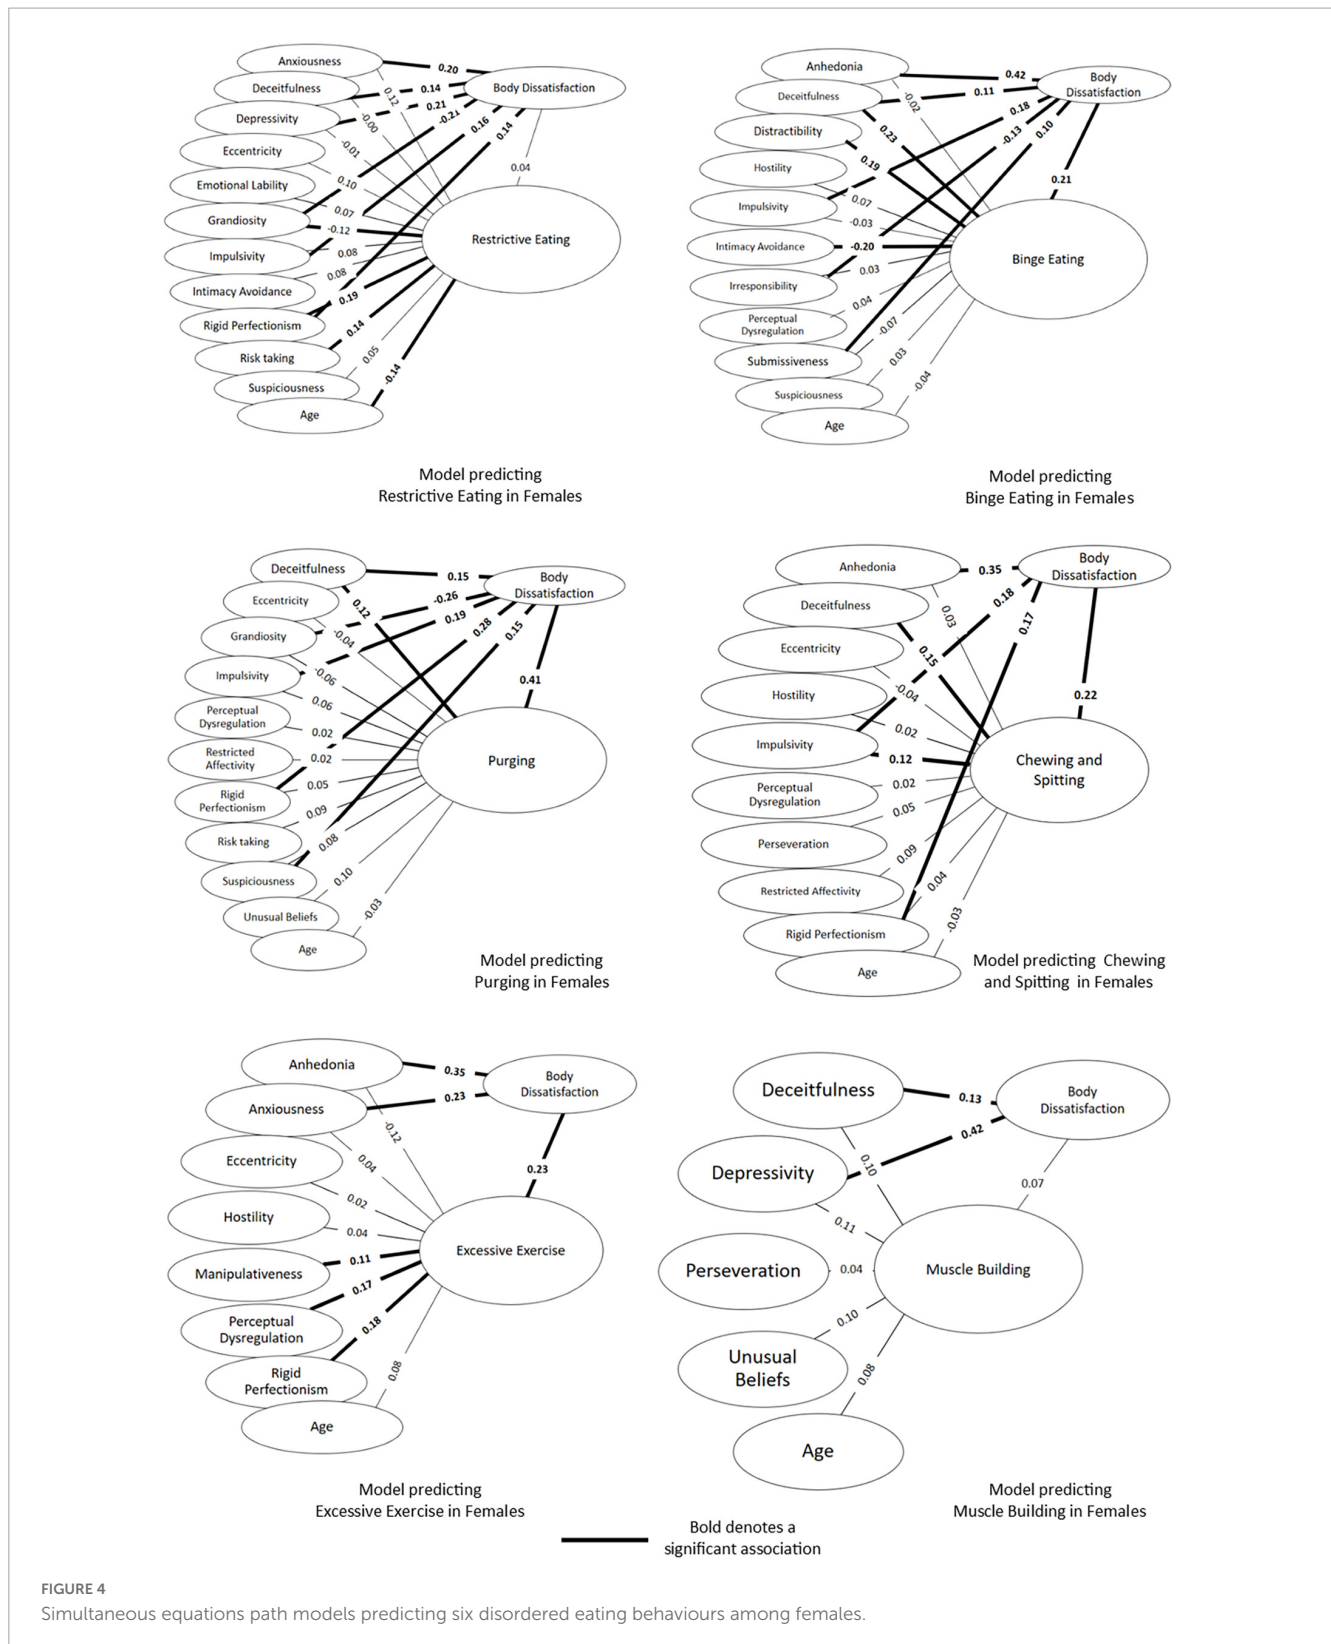 Anxiousness
Deceitfulness
Depressivity
Eccentricity
Emotional Lability
Grandiosity
Impulsivity
Intimacy Avoidance
Rigid Perfectionism
Risk taking
Suspiciousness
Age
Body Dissatisfaction
Restrictive Eating
0.20
0.14
0.21
-0.21
0.16
0.14
0.04
0.12
-0.00
-0.01
0.10
0.07
-0.12
0.08
0.08
0.19
0.14
0.05
-0.14
Model predicting
Restrictive Eating in Females
Anhedonia
Deceitfulness
Distractibility
Hostility
Impulsivity
Intimacy Avoidance
Irresponsibility
Perceptual
Dysregulation
Submissiveness
Suspiciousness
Age
Body
Dissatisfaction
Binge Eating
0.42
0.11
0.18
-0.13
0.10
0.21
-0.02
0.23
0.19
0.07
-0.03
-0.20
0.03
0.04
-0.07
0.03
-0.04
Model predicting
Binge Eating in Females
Deceitfulness
Eccentricity
Grandiosity
Impulsivity
Perceptual
Dysregulation
Restricted
Affectivity
Rigid
Perfectionism
Risk taking
Suspiciousness
Unusual Beliefs
Age
Body
Dissatisfaction
Purging
0.15
-0.26
0.19
0.28
0.15
0.41
0.12
-0.04
-0.06
0.06
0.02
0.02
0.05
0.09
0.08
0.10
-0.03
Model predicting
Purging in Females
Anhedonia
Deceitfulness
Eccentricity
Hostility
Impulsivity
Perceptual
Dysregulation
Perseveration
Restricted Affectivity
Rigid Perfectionism
Age
Body
Dissatisfaction
Chewing and
Spitting
0.35
0.18
0.17
0.22
0.03
0.15
-0.04
0.02
0.12
0.02
0.05
0.09
0.04
-0.03
Model predicting Chewing
and Spitting in Females
Anhedonia
Anxiousness
Eccentricity
Hostility
Manipulativeness
Perceptual
Dysregulation
Rigid
Perfectionism
Age
Body
Dissatisfaction
Excessive Exercise
0.35
0.23
0.23
-0.12
0.04
0.02
0.04
0.11
0.17
0.18
0.08
Model predicting
Excessive Exercise in Females
Deceitfulness
Depressivity
Perseveration
Unusual
Beliefs
Age
Body
Dissatisfaction
Muscle Building
0.13
0.42
0.07
0.10
0.11
0.04
0.10
0.08
Model predicting
Muscle Building in Females
Bold denotes a
significant association
FIGURE 4
Simultaneous equations path models predicting six disordered eating behaviours among females.